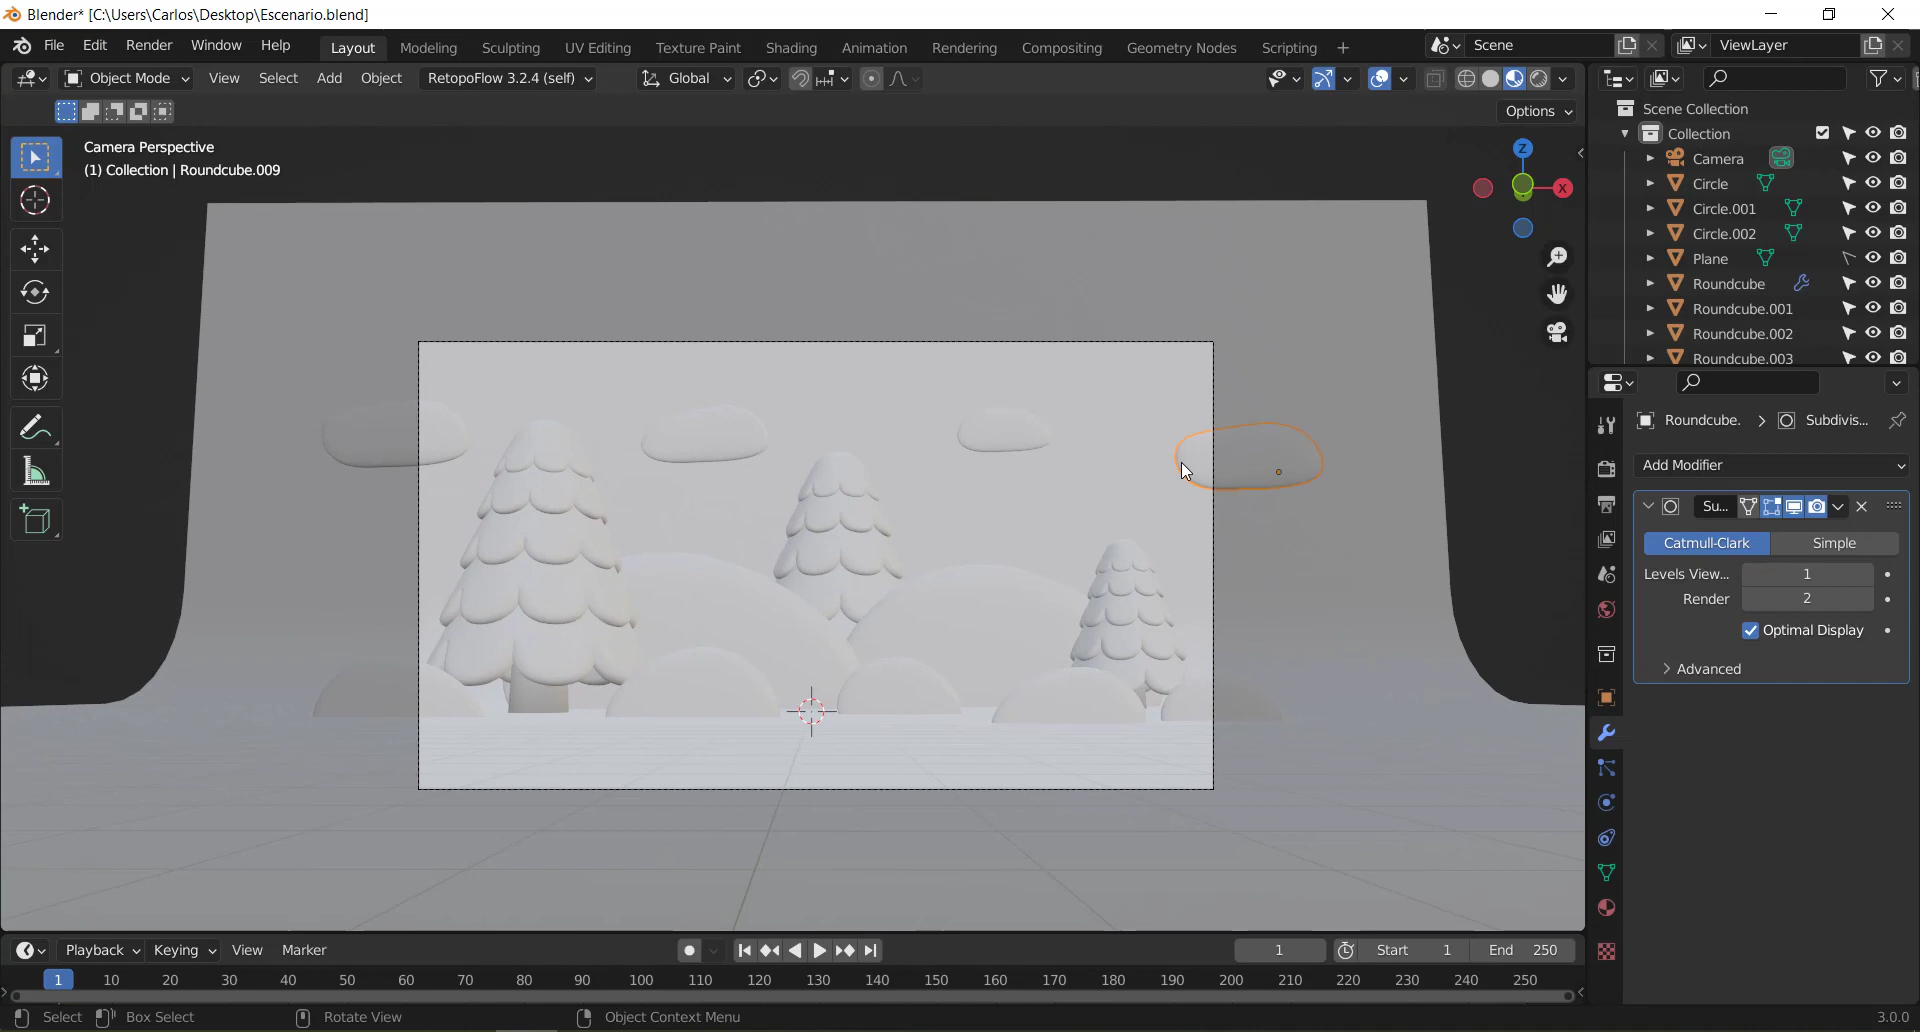 Blender* [C:\Users\Carlos\Desktop\Escenario.blend]
File Edit Render Window Help Layout Modeling Sculpting UV Editing Texture Paint Shading Animation Rendering Compositing Geometry Nodes Scripting Scene ViewLayer
Object Mode View Select Add Object RetopoFlow 3.2.4 (self) Global
Options
Camera Perspective
(1) Collection | Roundcube.009
Z
X
Scene Collection
Collection
Camera
Circle
Circle.001
Circle.002
Plane
Roundcube
Roundcube.001
Roundcube.002
Roundcube.003
Roundcube. Subdivis...
Add Modifier
Su...
Catmull-Clark Simple
Levels View... 1
Render 2
Optimal Display
Advanced
Playback Keying View Marker 1 Start 1 End 250
1 10 20 30 40 50 60 70 80 90 100 110 120 130 140 150 160 170 180 190 200 210 220 230 240 250
Select Box Select Rotate View Object Context Menu 3.0.0